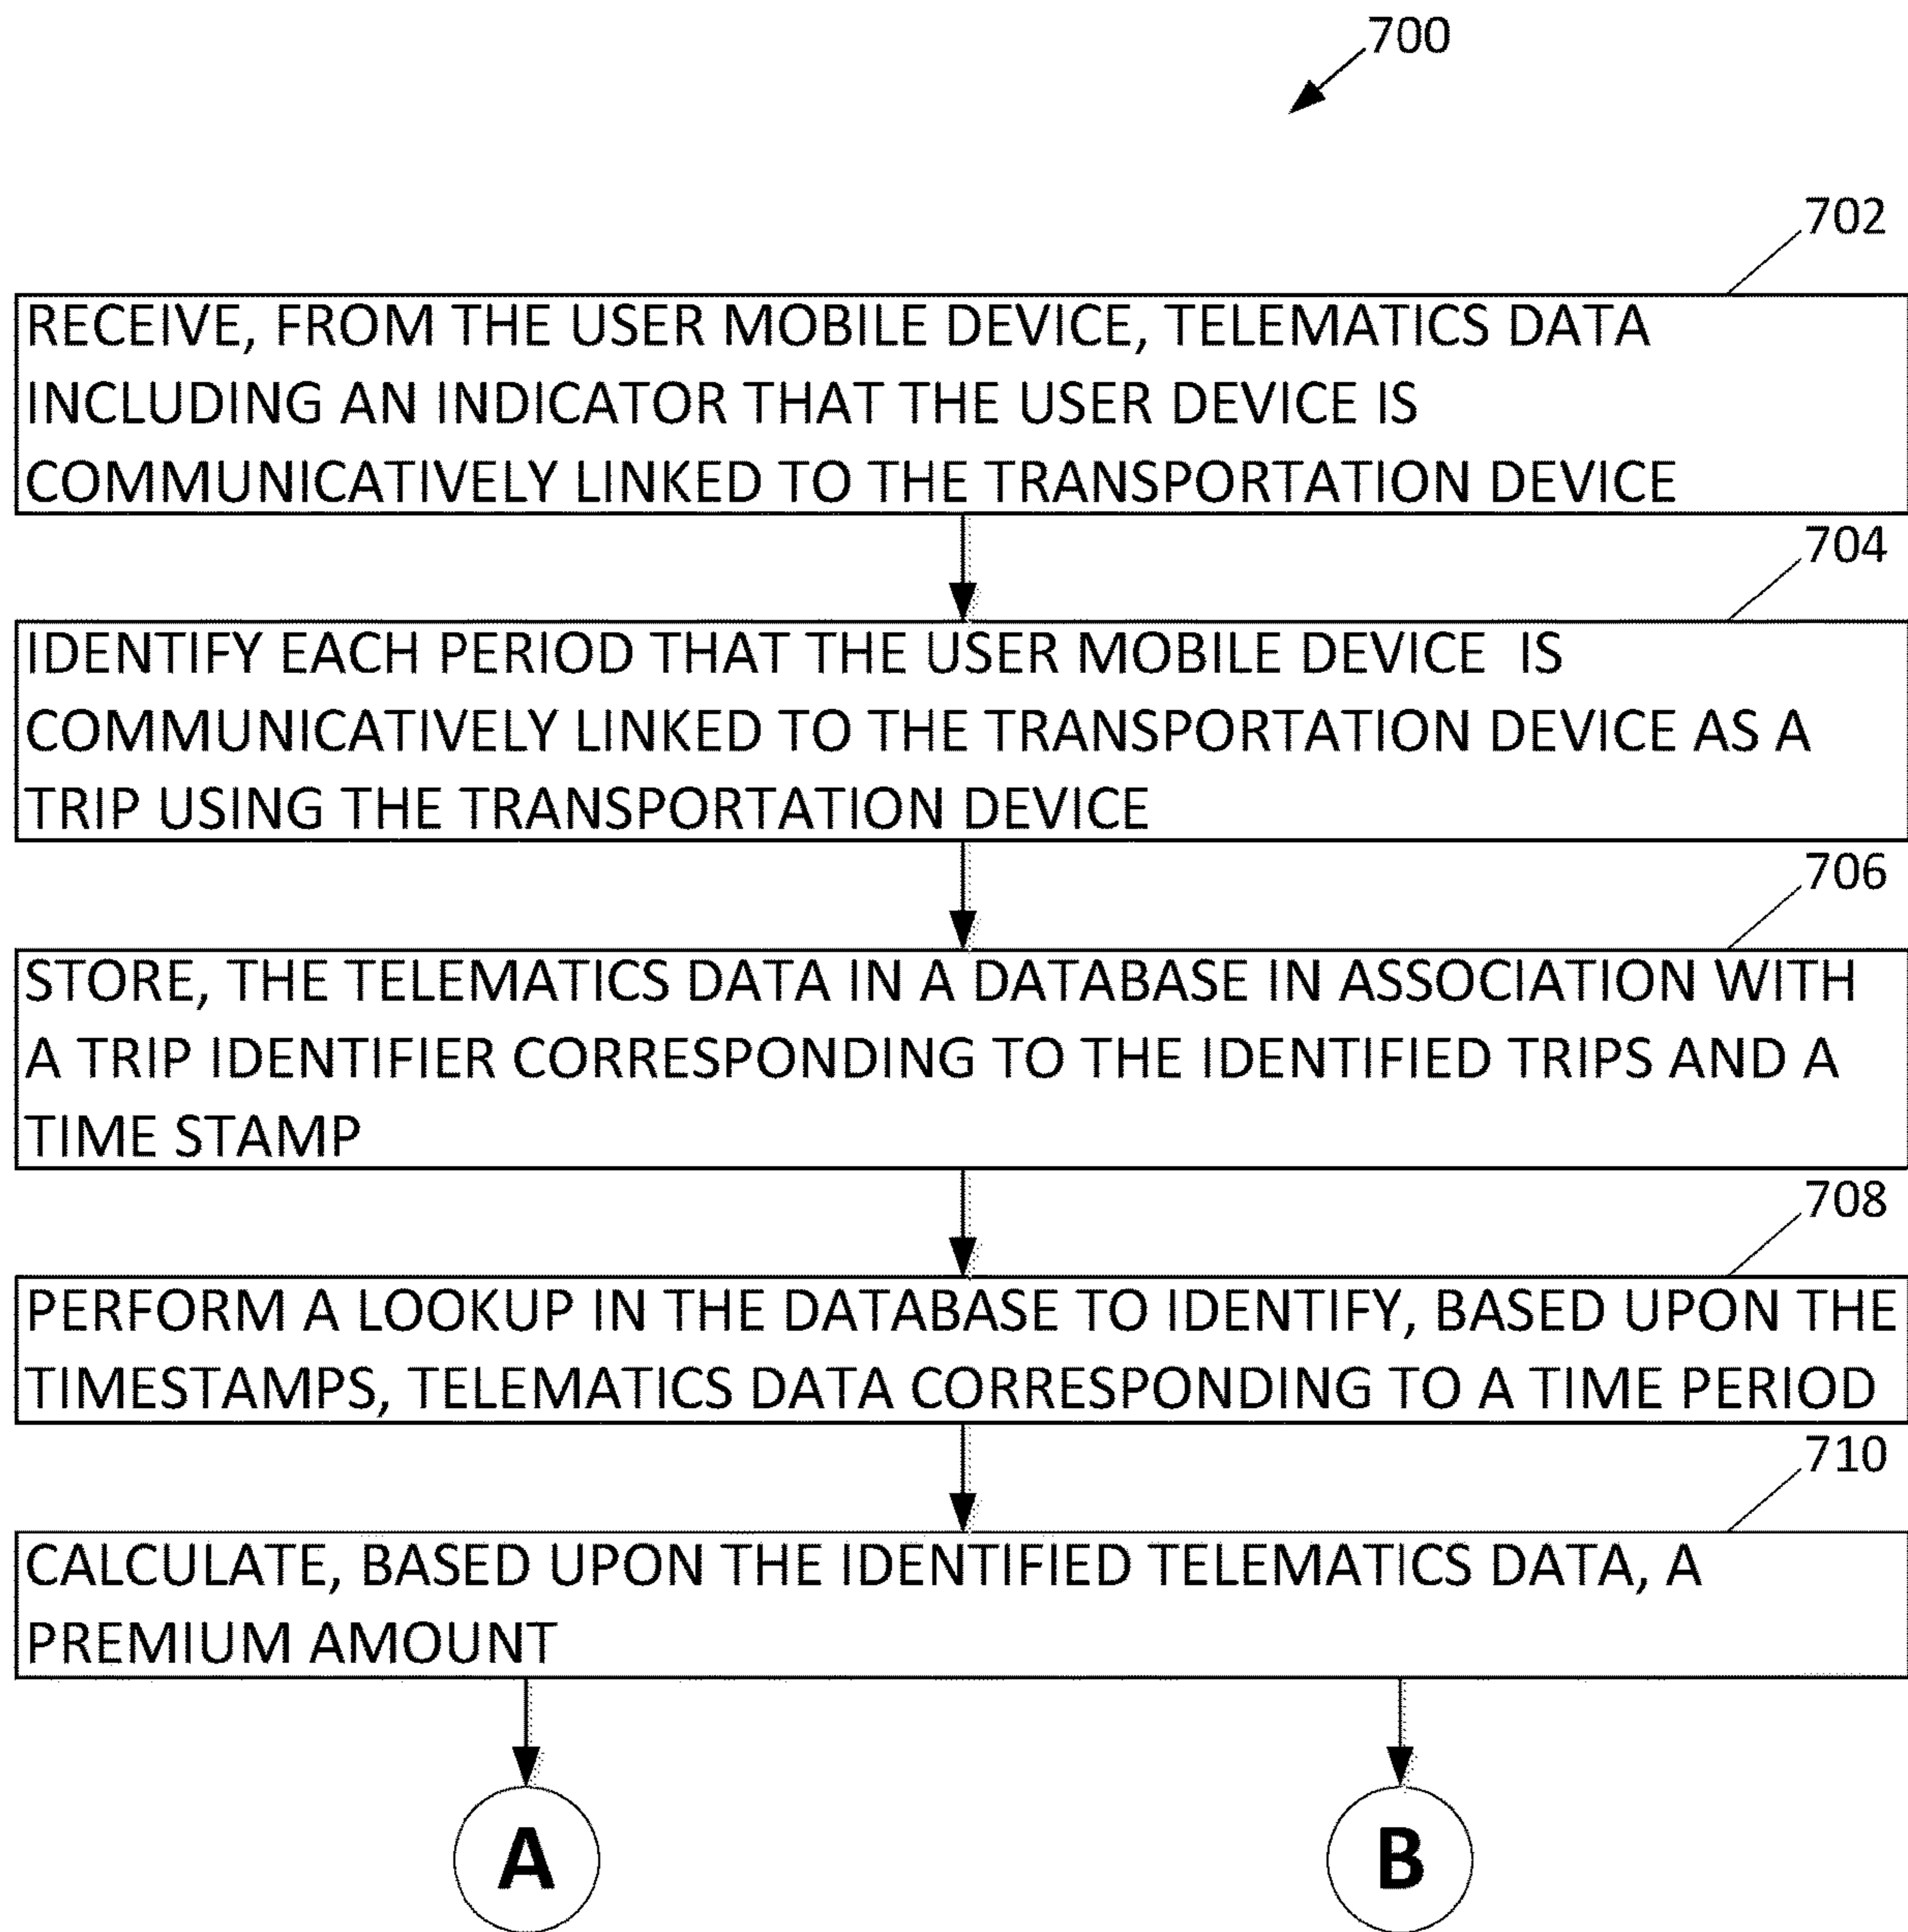 700
702
RECEIVE, FROM THE USER MOBILE DEVICE, TELEMATICS DATA
INCLUDING AN INDICATOR THAT THE USER DEVICE IS
COMMUNICATIVELY LINKED TO THE TRANSPORTATION DEVICE
704
IDENTIFY EACH PERIOD THAT THE USER MOBILE DEVICE IS
COMMUNICATIVELY LINKED TO THE TRANSPORTATION DEVICE AS A
TRIP USING THE TRANSPORTATION DEVICE
706
STORE, THE TELEMATICS DATA IN A DATABASE IN ASSOCIATION WITH
A TRIP IDENTIFIER CORRESPONDING TO THE IDENTIFIED TRIPS AND A
TIME STAMP
708
PERFORM A LOOKUP IN THE DATABASE TO IDENTIFY, BASED UPON THE
TIMESTAMPS, TELEMATICS DATA CORRESPONDING TO A TIME PERIOD
710
CALCULATE, BASED UPON THE IDENTIFIED TELEMATICS DATA, A
PREMIUM AMOUNT
A
B